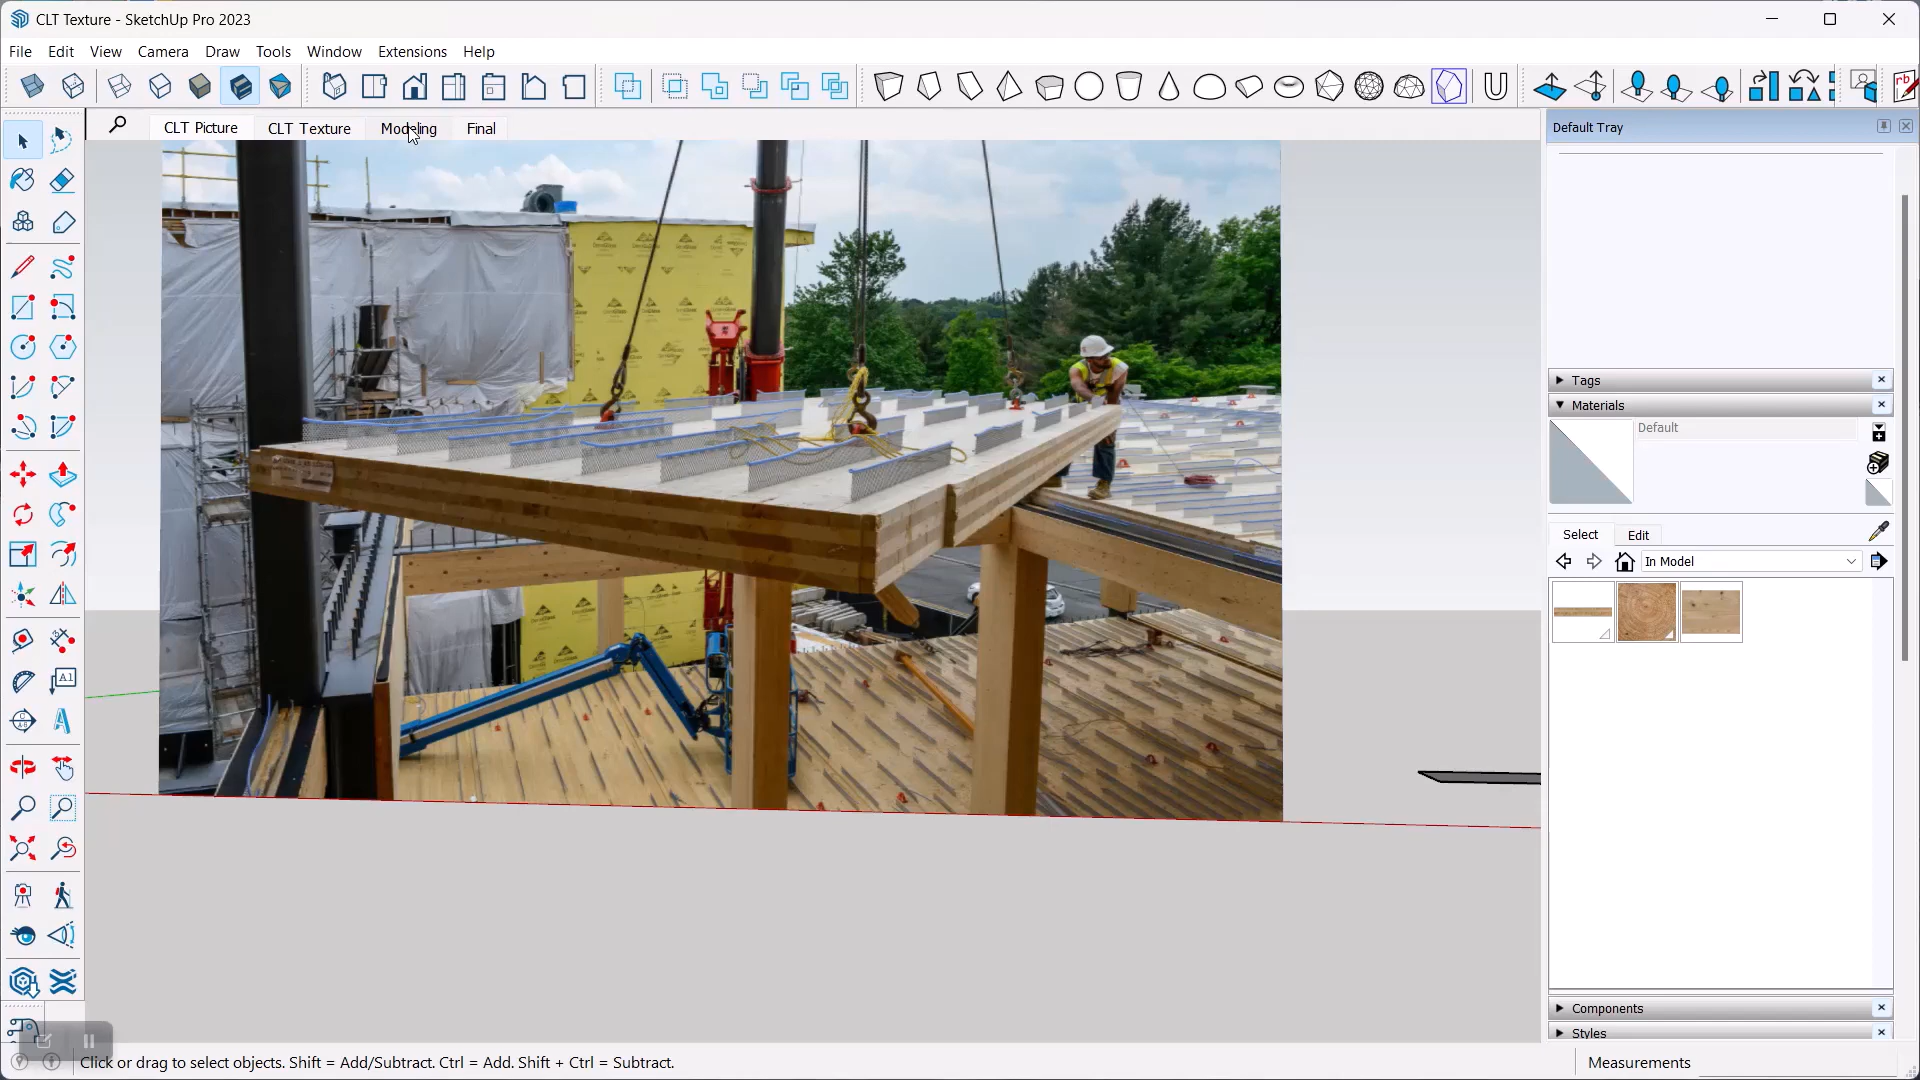 CLT Texture - SketchUp Pro 2023
File Edit View Camera Draw Tools Window Extensions Help
CLT Picture CLT Texture Modeling Final
Default Tray
Tags
Materials
Default
Select Edit
In Model
Components
Styles
Click or drag to select objects. Shift = Add/Subtract. Ctrl = Add. Shift + Ctrl = Subtract.
Measurements